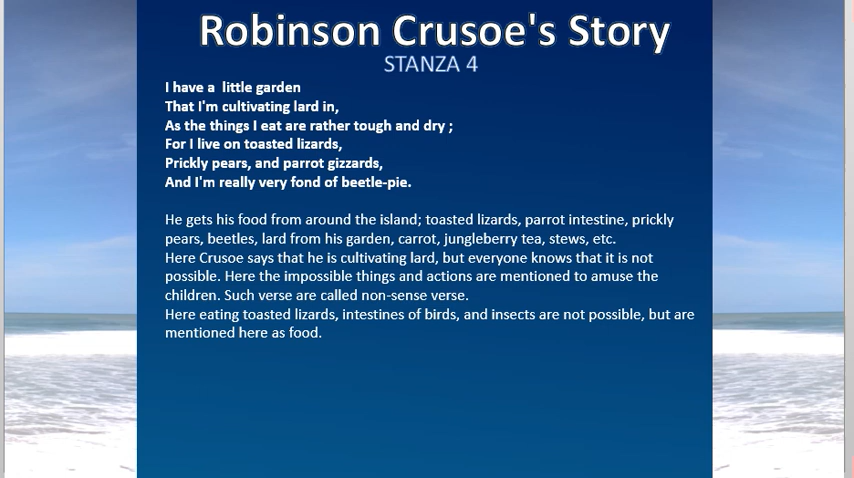 Robinson Crusoe's Story
STANZA 4
I have a  little garden
That I'm cultivating lard in,
As the things I eat are rather tough and dry ;
For I live on toasted lizards,
Prickly pears, and parrot gizzards,
And I'm really very fond of beetle-pie.
He gets his food from around the island; toasted lizards, parrot intestine, prickly
pears, beetles, lard from his garden, carrot, jungleberry tea, stews, etc.
Here Crusoe says that he is cultivating lard, but everyone knows that it is not
possible. Here the impossible things and actions are mentioned to amuse the
children. Such verse are called non-sense verse.
Here eating toasted lizards, intestines of birds, and insects are not possible, but are
mentioned here as food.